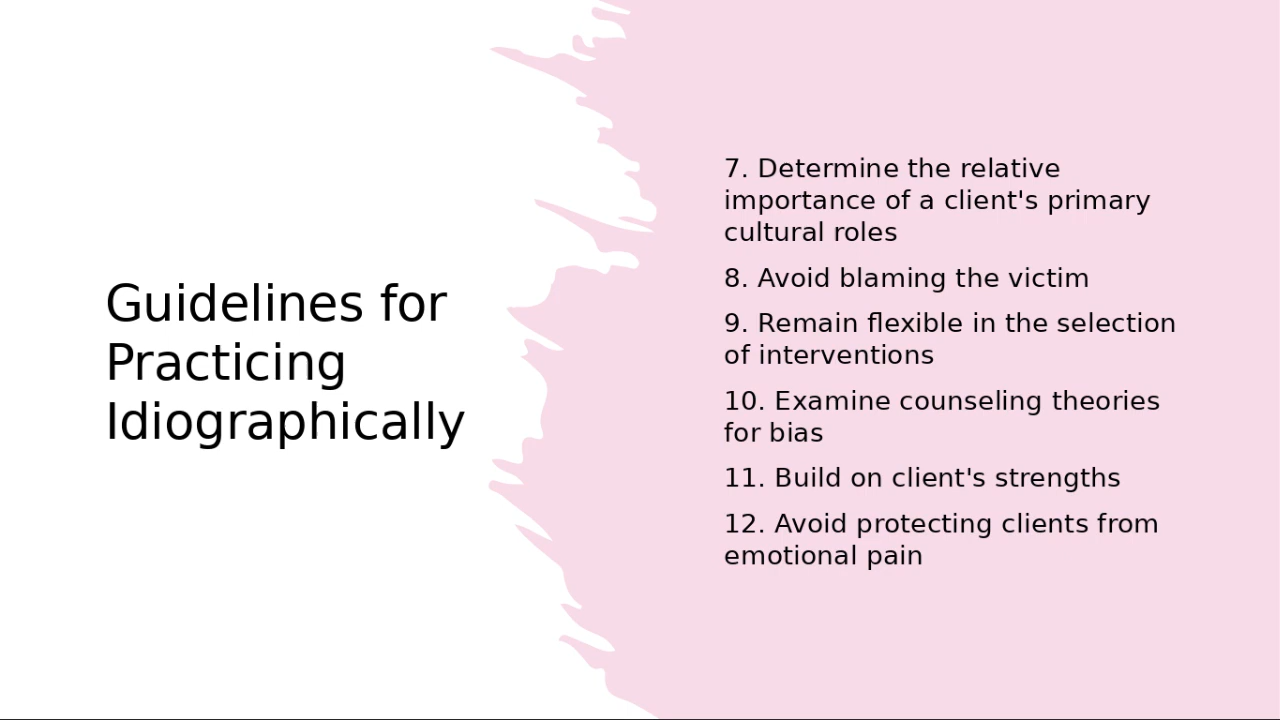 Guidelines for
Practicing
Idiographically
7. Determine the relative
importance of a client's primary
cultural roles
8. Avoid blaming the victim
9. Remain flexible in the selection
of interventions
10. Examine counseling theories
for bias
11. Build on client's strengths
12. Avoid protecting clients from
emotional pain